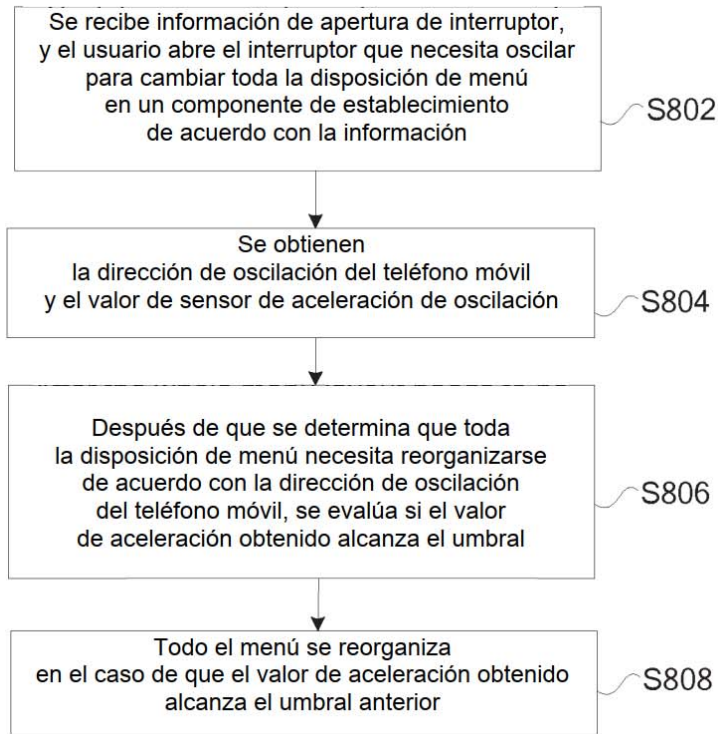 Se recibe información de apertura de interruptor,
y el usuario abre el interruptor que necesita oscilar
para cambiar toda la disposición de menú
en un componente de establecimiento
de acuerdo con la información
S802
Se obtienen
la dirección de oscilación del teléfono móvil
y el valor de sensor de aceleración de oscilación
S804
Después de que se determina que toda
la disposición de menú necesita reorganizarse
de acuerdo con la dirección de oscilación
del teléfono móvil, se evalúa si el valor
de aceleración obtenido alcanza el umbral
S806
Todo el menú se reorganiza
en el caso de que el valor de aceleración obtenido
alcanza el umbral anterior
S808